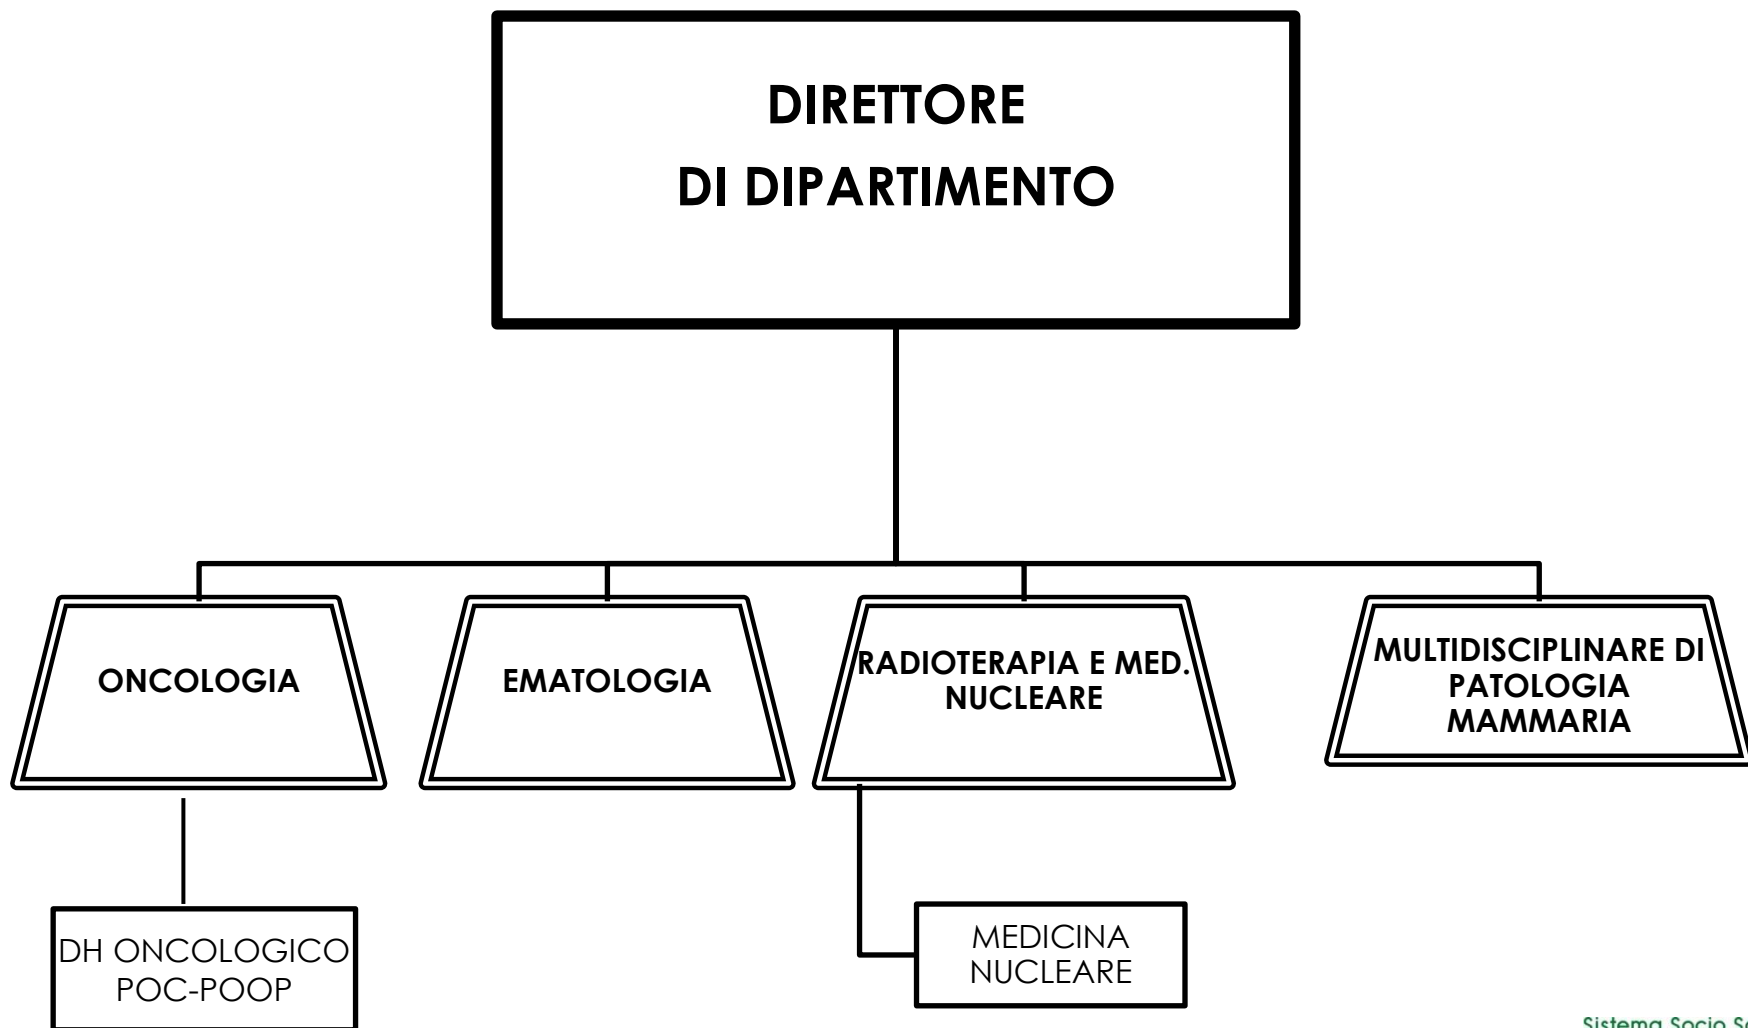 DIRETTORE
DI DIPARTIMENTO
ONCOLOGIA
EMATOLOGIA
RADIOTERAPIA E MED.
NUCLEARE
MULTIDISCIPLINARE DI
PATOLOGIA
MAMMARIA
DH ONCOLOGICO
POC-POOP
MEDICINA
NUCLEARE
Sistema Socio